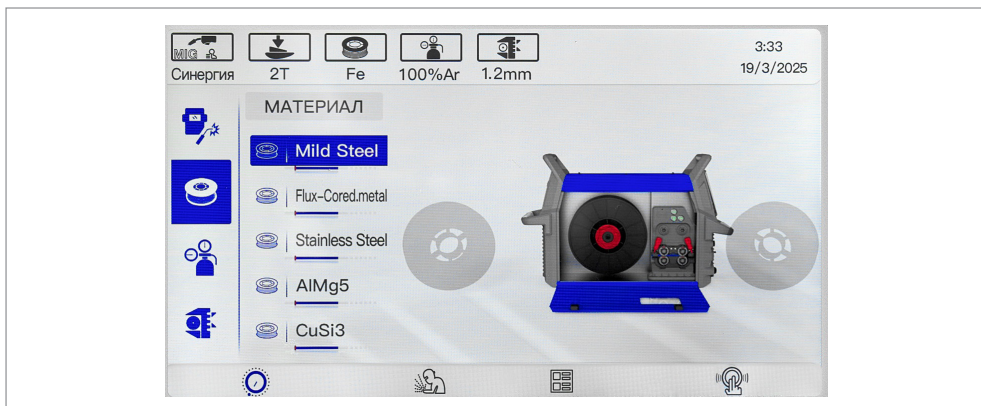 MIG
Синергия
2T
Fe
100%Ar
1.2mm
3:33
19/3/2025
МАТЕРИАЛ
Mild Steel
Flux-Cored.metal
Stainless Steel
AlMg5
CuSi3